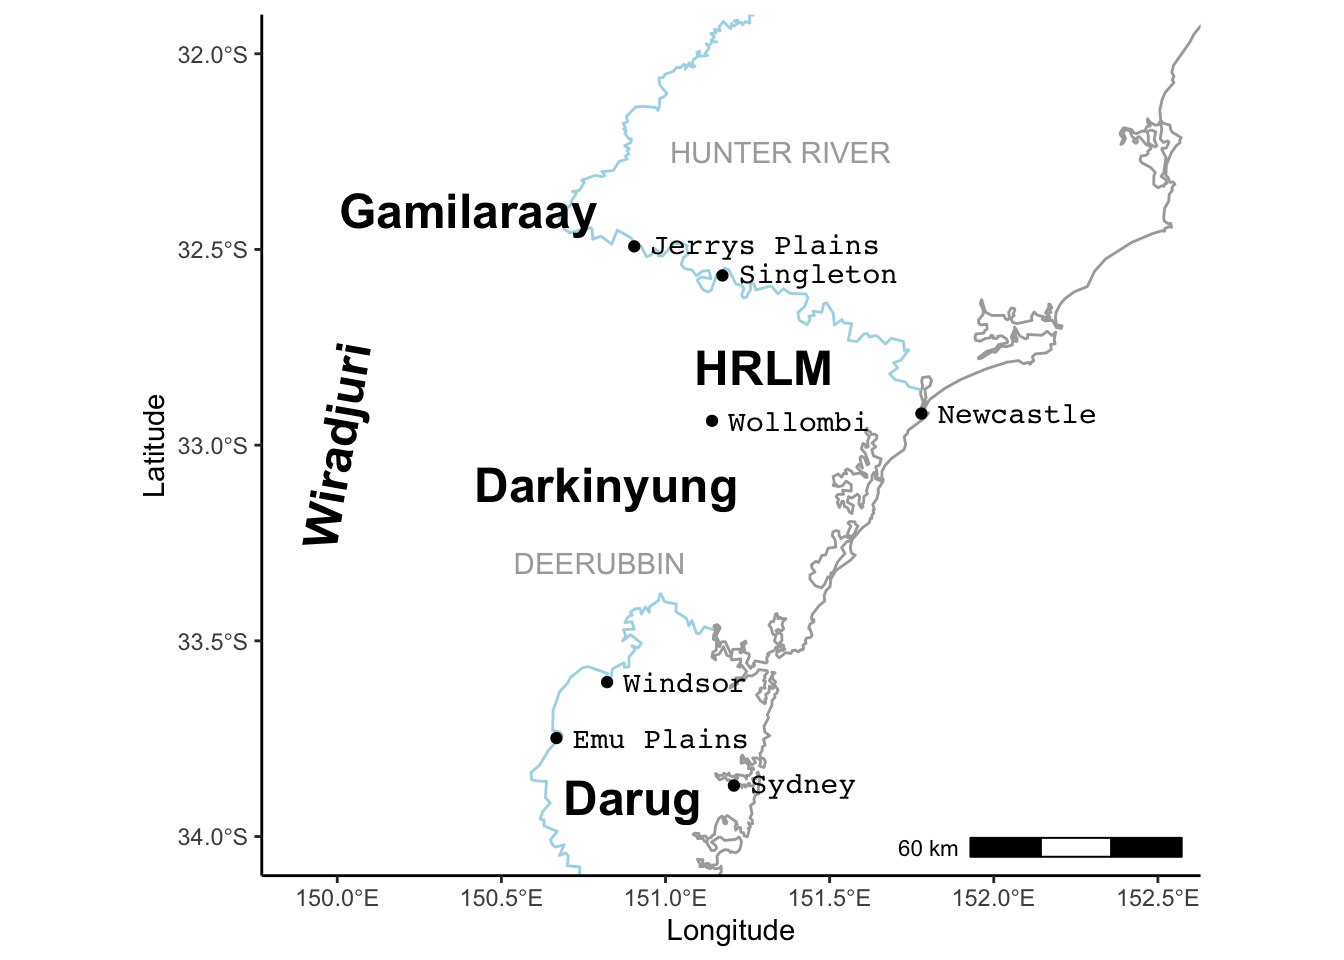 32.0°S
HUNTER RIVER
Gamilaraay
Jerrys Plains
32.5°S
Singleton
HRLM
Wiradjuri
Newcastle
Wollombi
33.0°S
Latitude
Darkinyung
DEERUBBIN
33.5°S
Windsor
Emu Plains
Sydney
Darug
34.0°S
60 km
150.0°E 150.5°E 151.0°E 151.5°E 152.0°E 152.5°E
Longitude